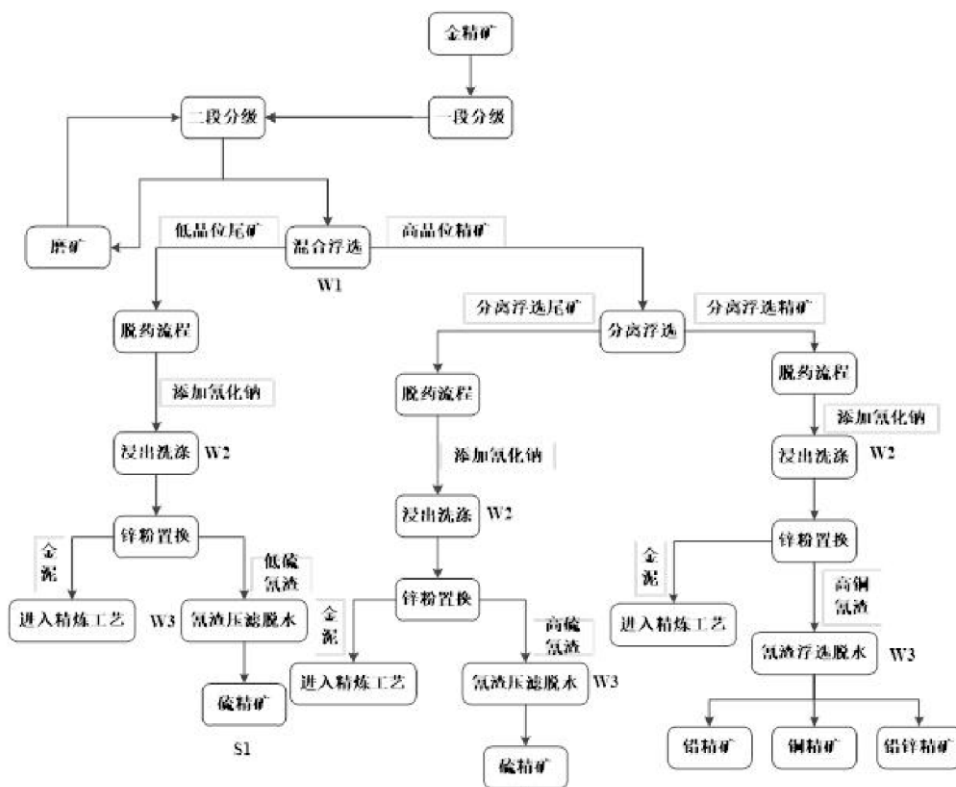 金精矿
二段分级
一段分级
低品位尾矿
高品位精矿
磨矿
混合浮选
W1
分离浮选尾矿
分离浮选精矿
脱药流程
分离浮选
脱药流程
脱药流程
添加氰化钠
添加氰化钠
添加氰化钠
浸出洗涤
W2
浸出洗涤
W2
浸出洗涤
W2
锌粉置换
锌粉置换
金泥
低硫
氰渣
金泥
高铜
氰渣
锌粉置换
进入精炼工艺
W3
氰渣压滤脱水
金泥
高硫
氰渣
进入精炼工艺
氰渣浮选脱水
W3
进入精炼工艺
氰渣压滤脱水
W3
硫精矿
S1
铅精矿
铜精矿
铅锌精矿
硫精矿